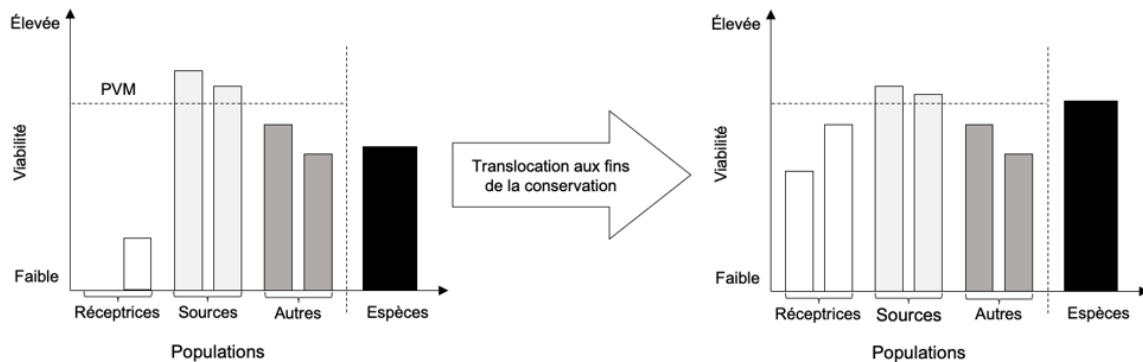 Élevée
PVM
Viabilité
Faible
Réceptrices
Sources
Autres
Espèces
Populations
Translocation aux fins
de la conservation
Élevée
Viabilité
Faible
Réceptrices
Sources
Autres
Espèces
Populations